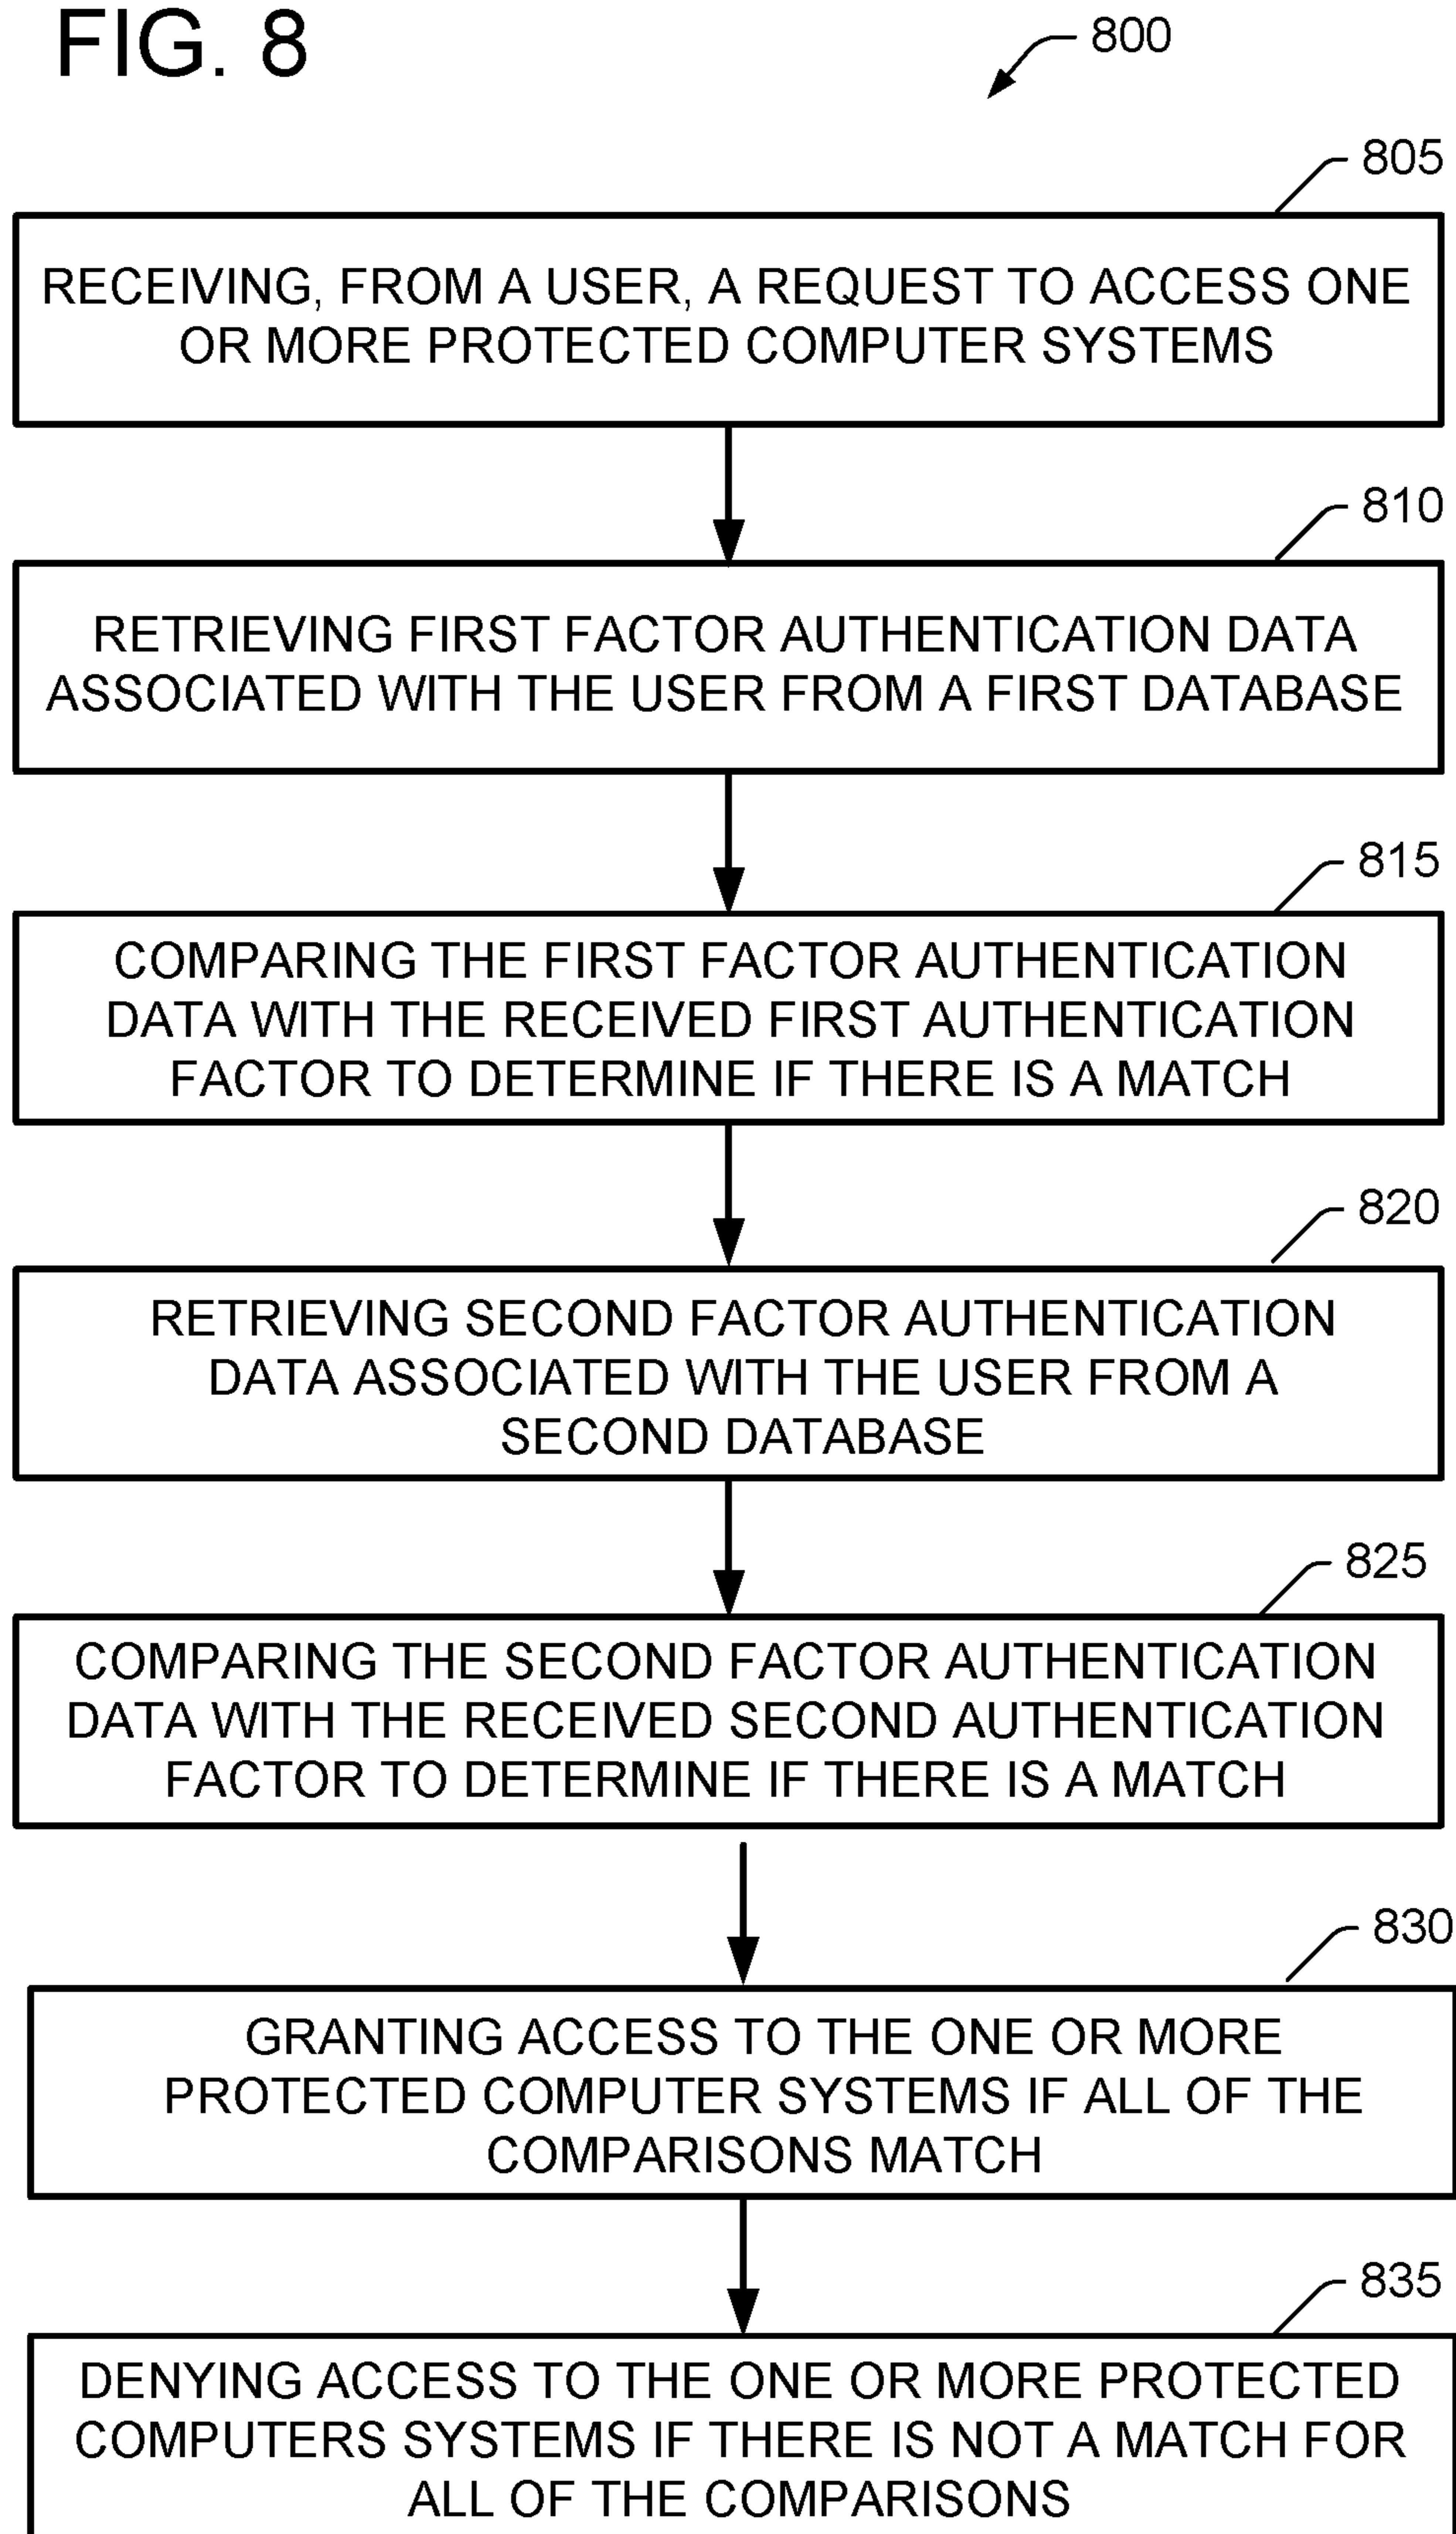 FIG. 8
800
805
RECEIVING, FROM A USER, A REQUEST TO ACCESS ONE
OR MORE PROTECTED COMPUTER SYSTEMS
810
RETRIEVING FIRST FACTOR AUTHENTICATION DATA
ASSOCIATED WITH THE USER FROM A FIRST DATABASE
815
COMPARING THE FIRST FACTOR AUTHENTICATION
DATA WITH THE RECEIVED FIRST AUTHENTICATION
FACTOR TO DETERMINE IF THERE IS A MATCH
820
RETRIEVING SECOND FACTOR AUTHENTICATION
DATA ASSOCIATED WITH THE USER FROM A
SECOND DATABASE
825
COMPARING THE SECOND FACTOR AUTHENTICATION
DATA WITH THE RECEIVED SECOND AUTHENTICATION
FACTOR TO DETERMINE IF THERE IS A MATCH
830
GRANTING ACCESS TO THE ONE OR MORE
PROTECTED COMPUTER SYSTEMS IF ALL OF THE
COMPARISONS MATCH
835
DENYING ACCESS TO THE ONE OR MORE PROTECTED
COMPUTERS SYSTEMS IF THERE IS NOT A MATCH FOR
ALL OF THE COMPARISONS